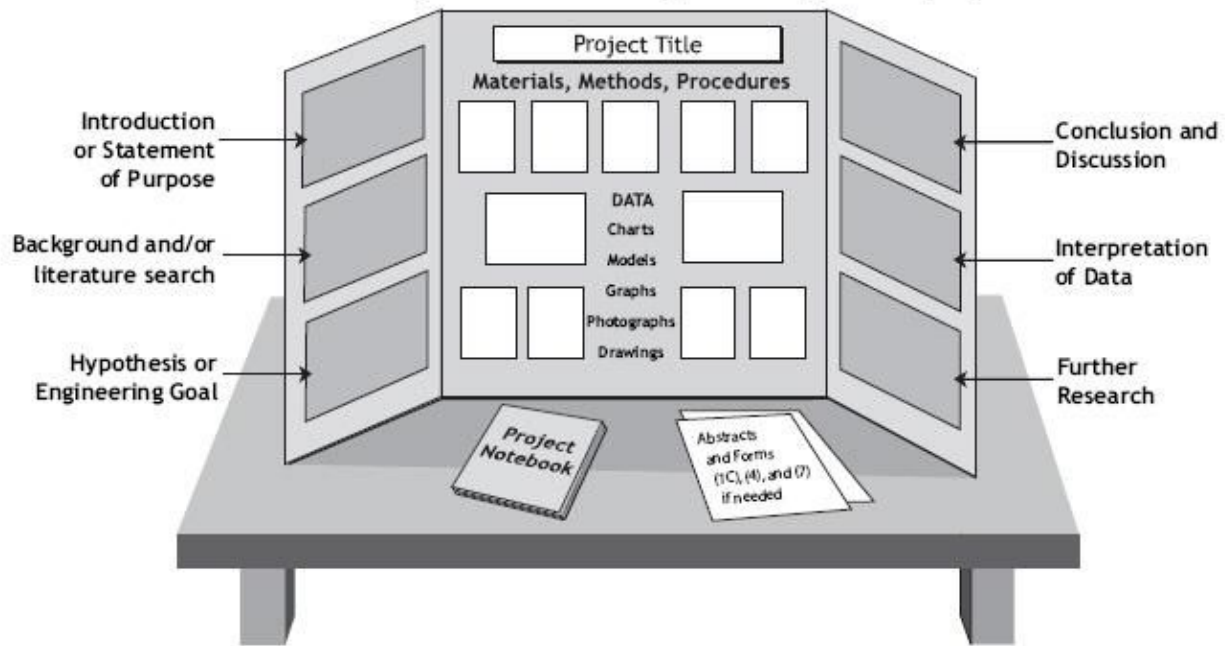 Project Title
Materials, Methods, Procedures
Introduction
or Statement
of Purpose
Background and/or
literature search
Hypothesis or
Engineering Goal
DATA
Charts
Models
Graphs
Photographs
Drawings
Conclusion and
Discussion
Interpretation
of Data
Further
Research
Project
Notebook
Abstracts
and Forms
(1C), (4), and (7)
if needed